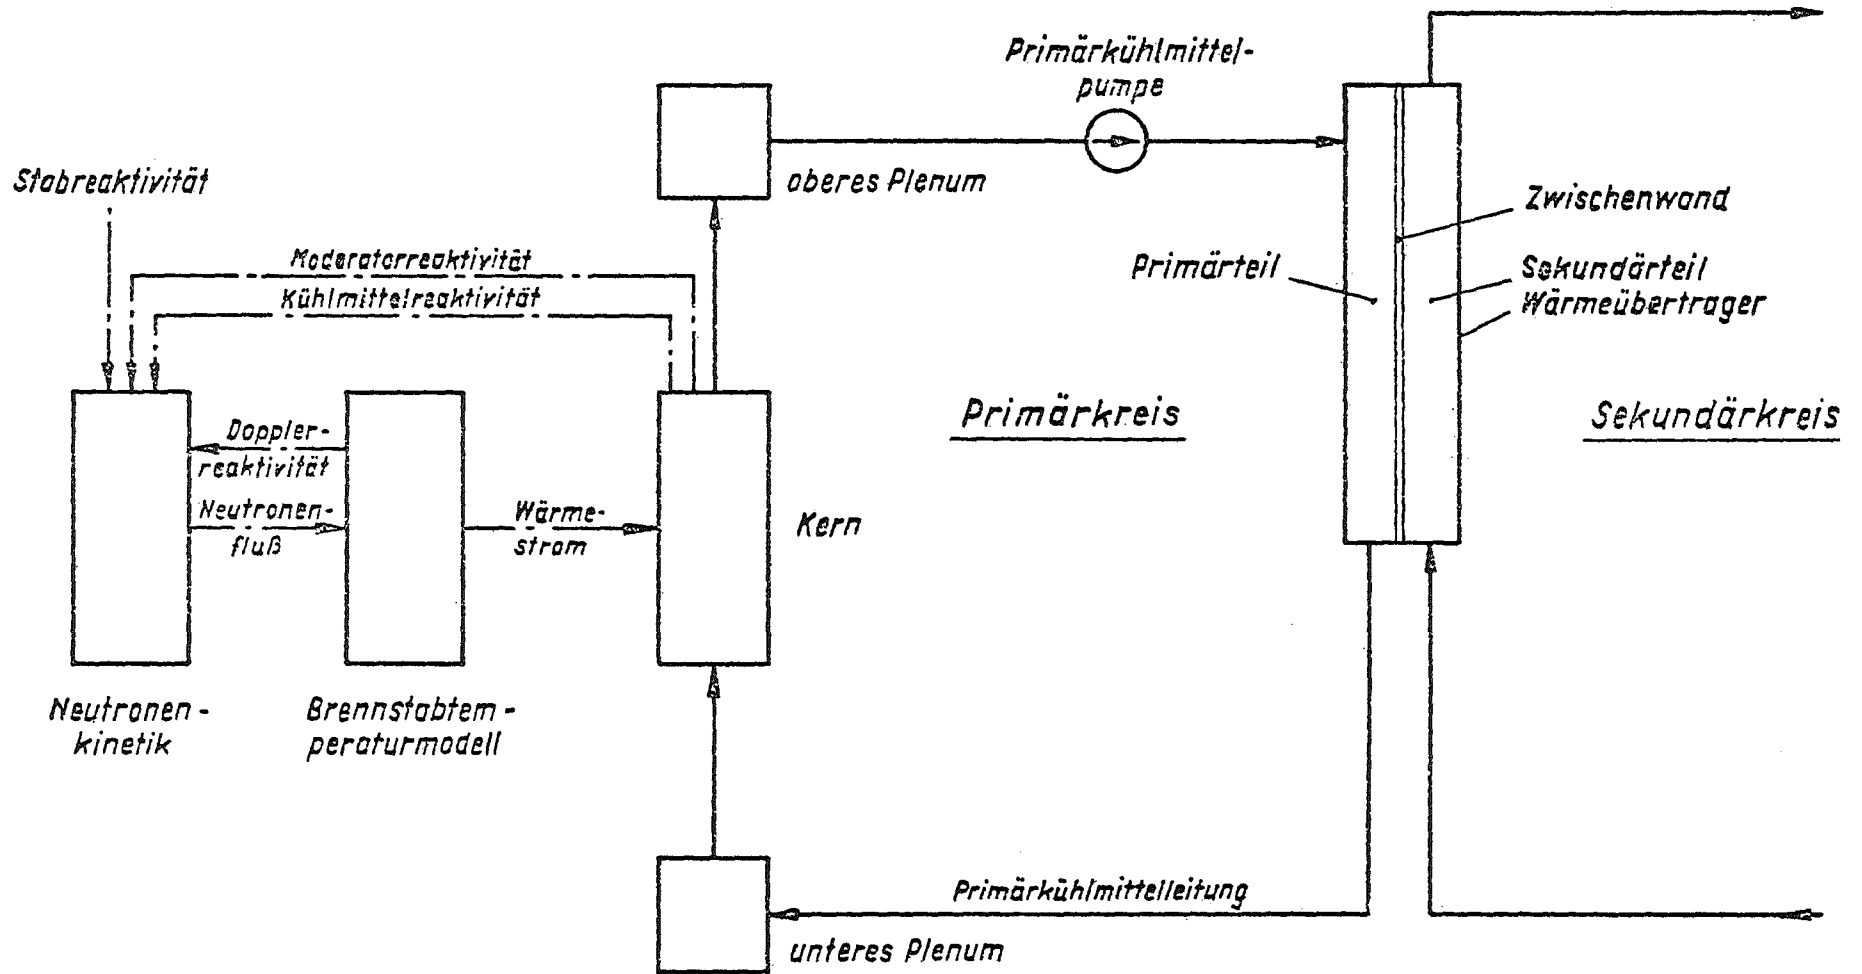 Primärkühlmittel-
pumpe
Stabreaktivität
oberes Plenum
Zwischenwand
Moderatorreaktivität
Primärteil
Sekundärteil
Kühlmittelreaktivität
Wärmeübertrager
Primärkreis
Sekundärkreis
Doppler-
reaktivität
Neutronen-
fluß
Wärme-
strom
Kern
Neutronen-
kinetik
Brennstabtem-
peraturmodell
Primärkühlmittelleitung
unteres Plenum